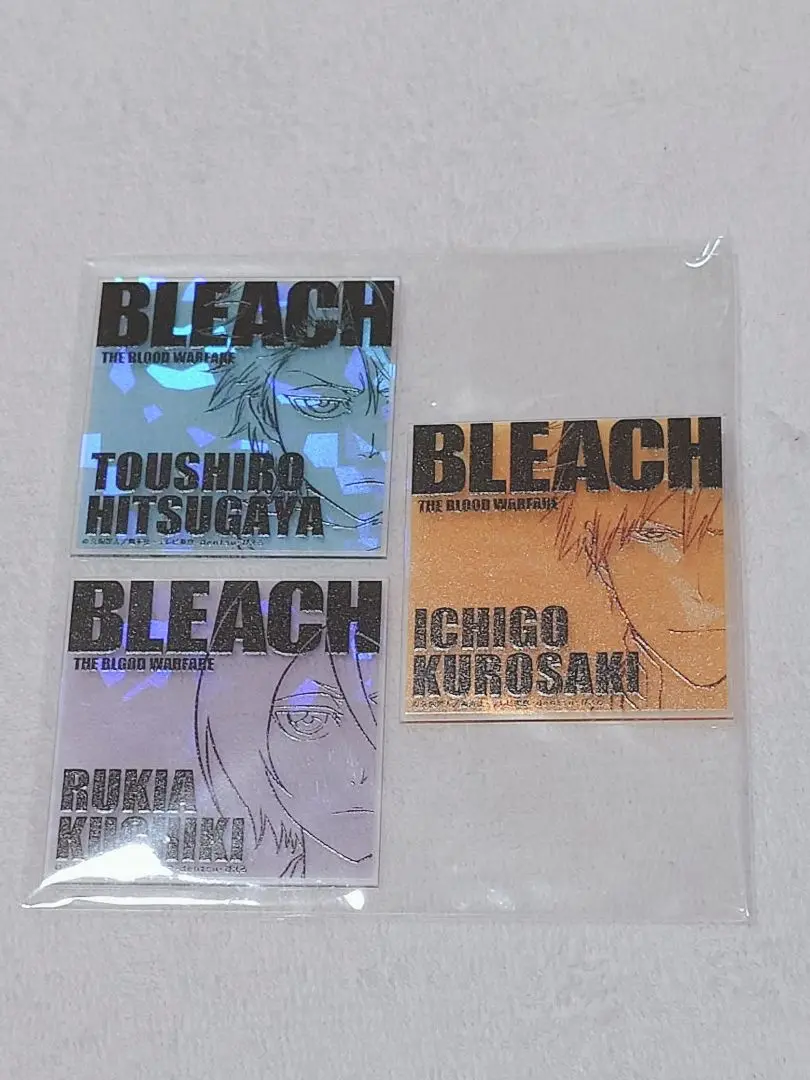 BLEACH
THE BLOOD WARFARE
TOUSHIRO
HITSUGAYA
BLEACH
THE BLOOD WARFARE
RUKIA
KUCHIKI
BLEACH
THE BLOOD WARFARE
ICHIGO
KUROSAKI